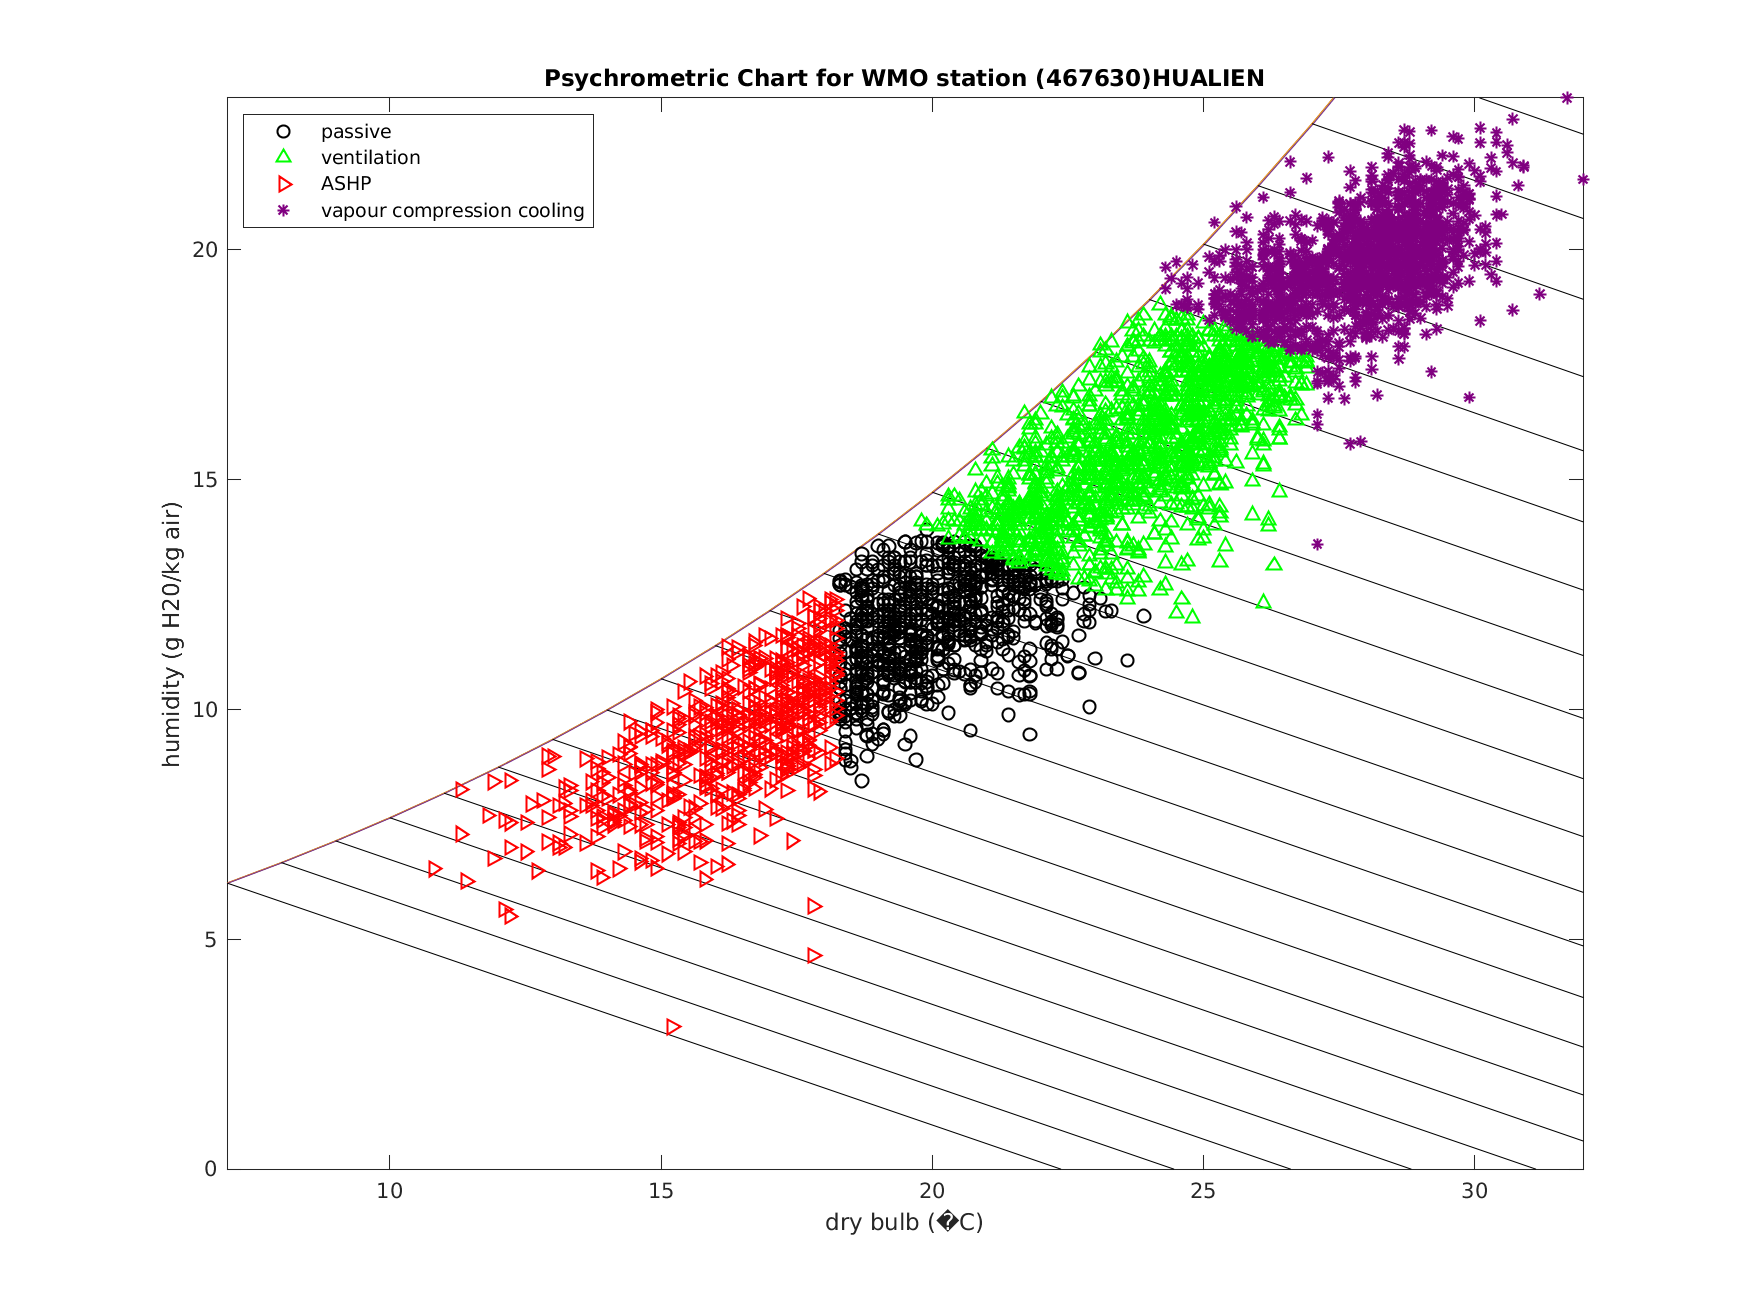 Psychrometric Chart for WMO station (467630)HUALIEN
passive
ventilation
ASHP
vapour compression cooling
humidity (g H20/kg air)
20
15
10
5
0
10 15 20 25 30
dry bulb (�C)